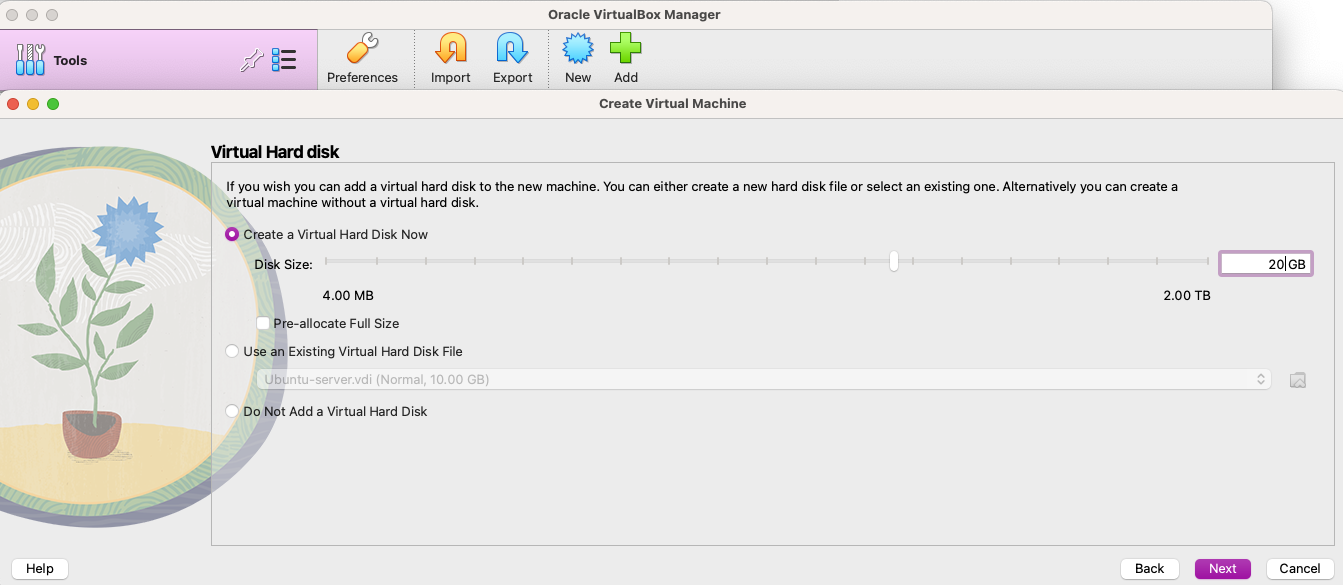 Oracle VirtualBox Manager
Tools
Preferences
Import
Export
New
Add
Create Virtual Machine
Virtual Hard disk
If you wish you can add a virtual hard disk to the new machine. You can either create a new hard disk file or select an existing one. Alternatively you can create a
virtual machine without a virtual hard disk.
Create a Virtual Hard Disk Now
Disk Size:
20 GB
4.00 MB
2.00 TB
Pre-allocate Full Size
Use an Existing Virtual Hard Disk File
Ubuntu-server.vdi (Normal, 10.00 GB)
Do Not Add a Virtual Hard Disk
Help
Back
Next
Cancel